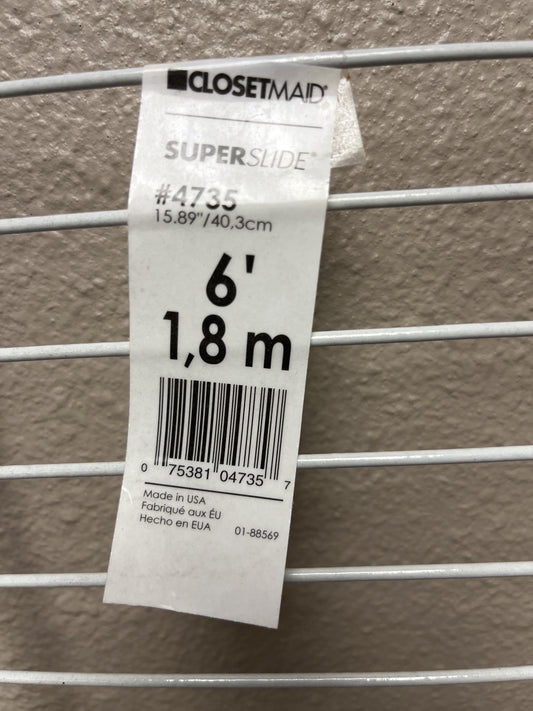 CLOSETMAID®
SUPERSLIDE®
#4735
15.89"/40,3cm
6'
1,8 m
0 75381 04735 7
Made in USA
Fabriqué aux ÉU
Hecho en EUA 01-88569